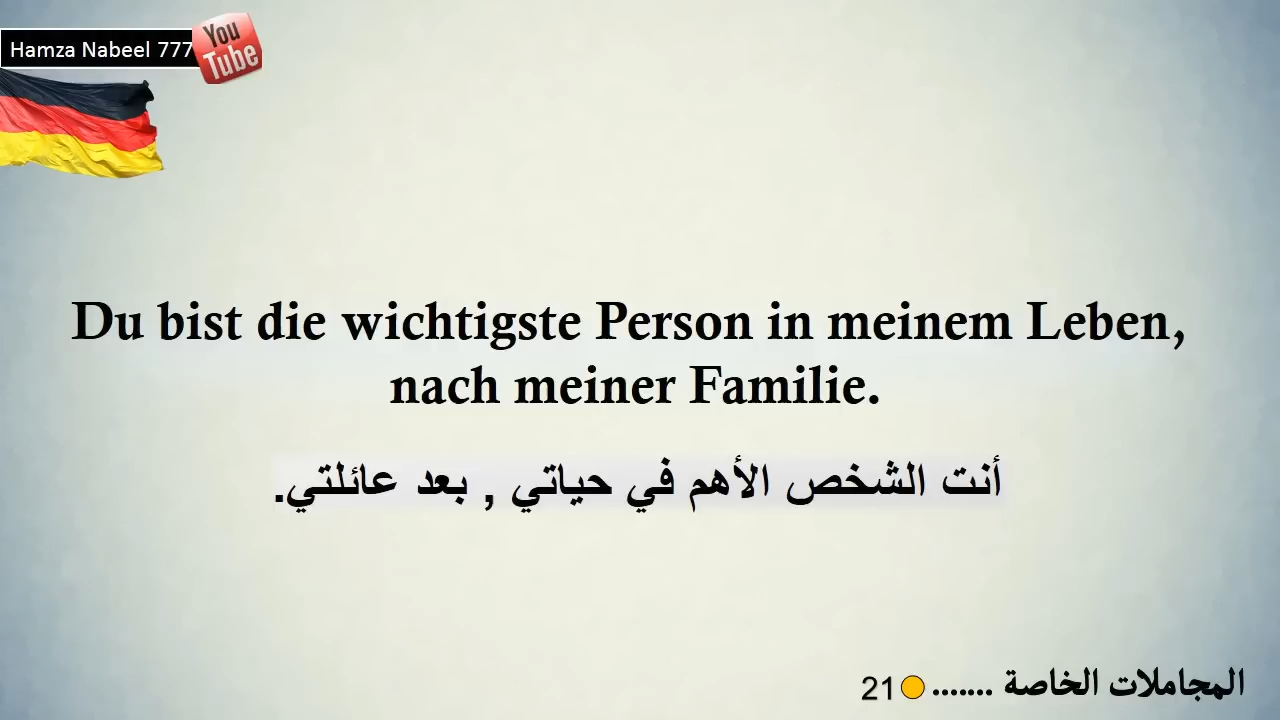 Hamza Nabeel 777
You
Tube
Du bist die wichtigste Person in meinem Leben,
nach meiner Familie.
أنت الشخص الأهم في حياتي , بعد عائلتي.
المجاملات الخاصة ....... 21